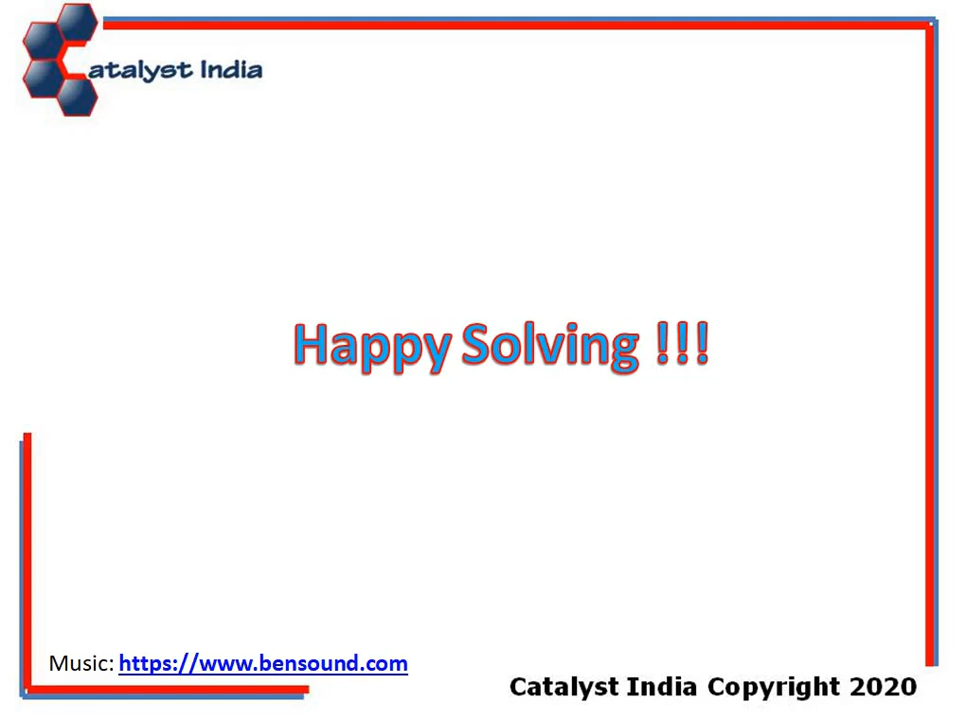 Catalyst India
Happy Solving !!!
Music: https://www.bensound.com
Catalyst India Copyright 2020